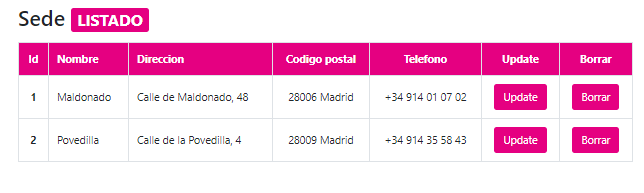 Sede LISTADO
Id Nombre Direccion Codigo postal Telefono Update Borrar
1 Maldonado Calle de Maldonado, 48 28006 Madrid +34 914 01 07 02 Update Borrar
2 Povedilla Calle de la Povedilla, 4 28009 Madrid +34 914 35 58 43 Update Borrar